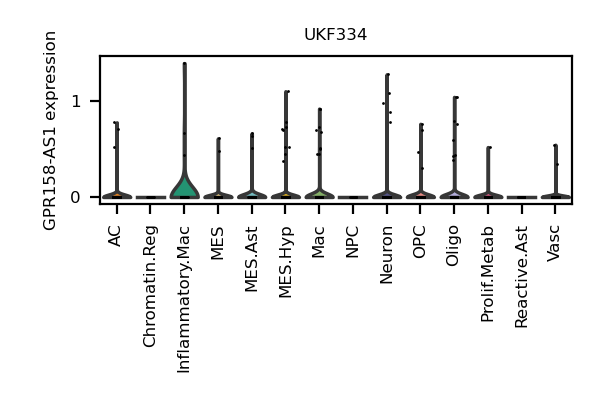 UKF334
GPR158-AS1 expression
1
0
AC
Chromatin.Reg
Inflammatory.Mac
MES
MES.Ast
MES.Hyp
Mac
NPC
Neuron
OPC
Oligo
Prolif.Metab
Reactive.Ast
Vasc